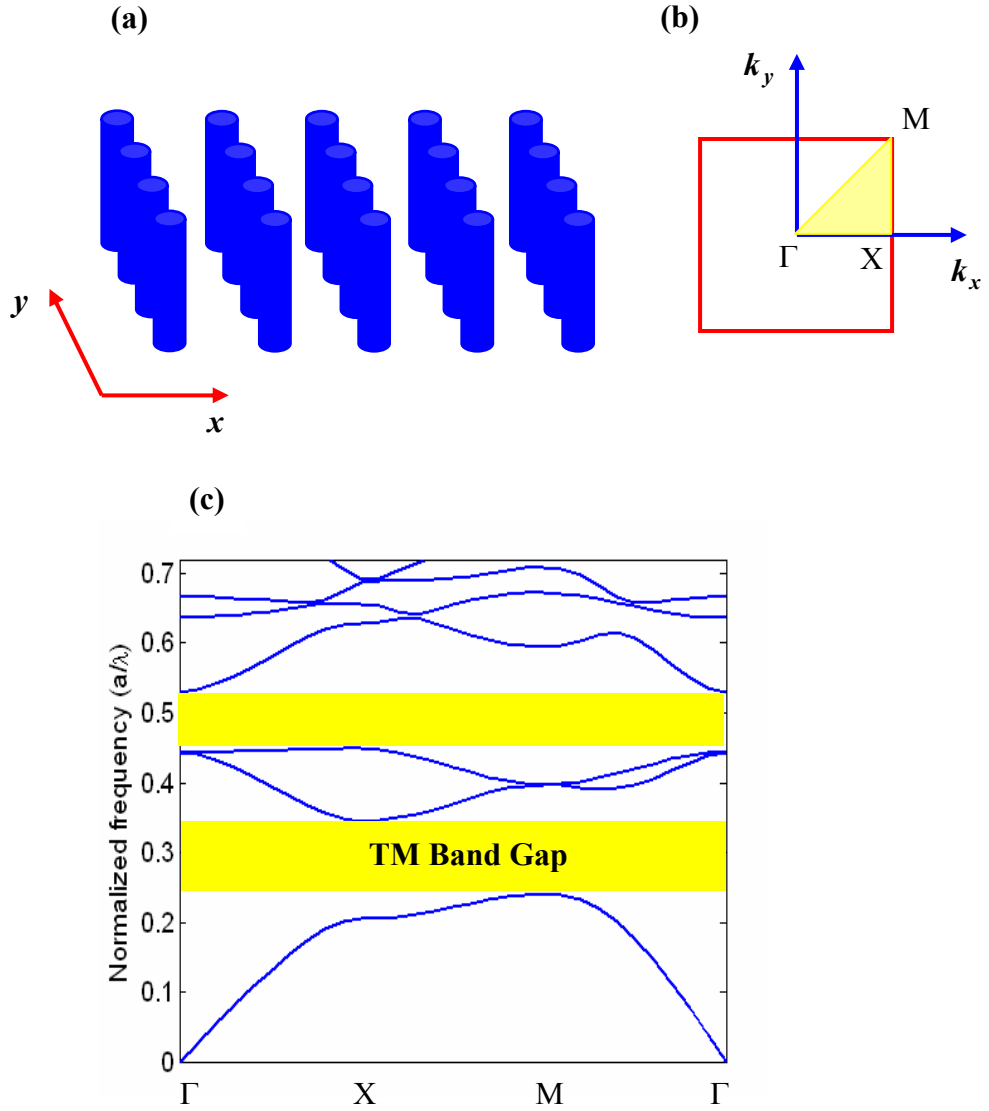 (a)
(b)
k_y
M
Γ
X
k_x
y
x
(c)
Normalized frequency (a/λ)
0.7
0.6
0.5
0.4
0.3
0.2
0.1
0
TM Band Gap
Γ
X
M
Γ